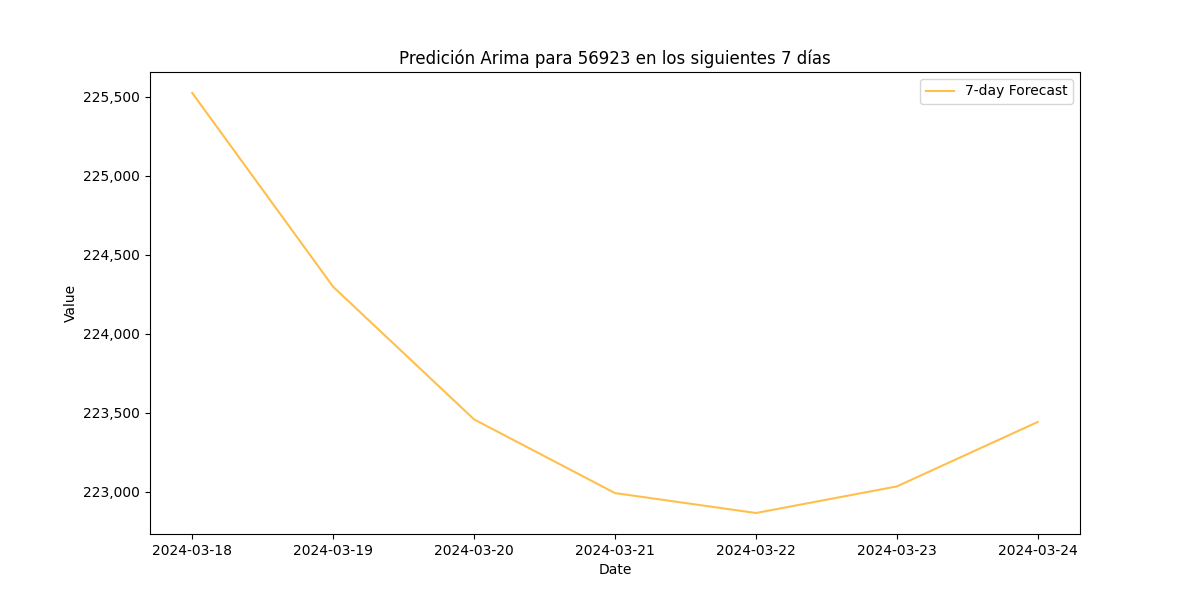 Predición Arima para 56923 en los siguientes 7 días
7-day Forecast
225,500
225,000
224,500
224,000
223,500
223,000
Value
2024-03-18 2024-03-19 2024-03-20 2024-03-21 2024-03-22 2024-03-23 2024-03-24
Date